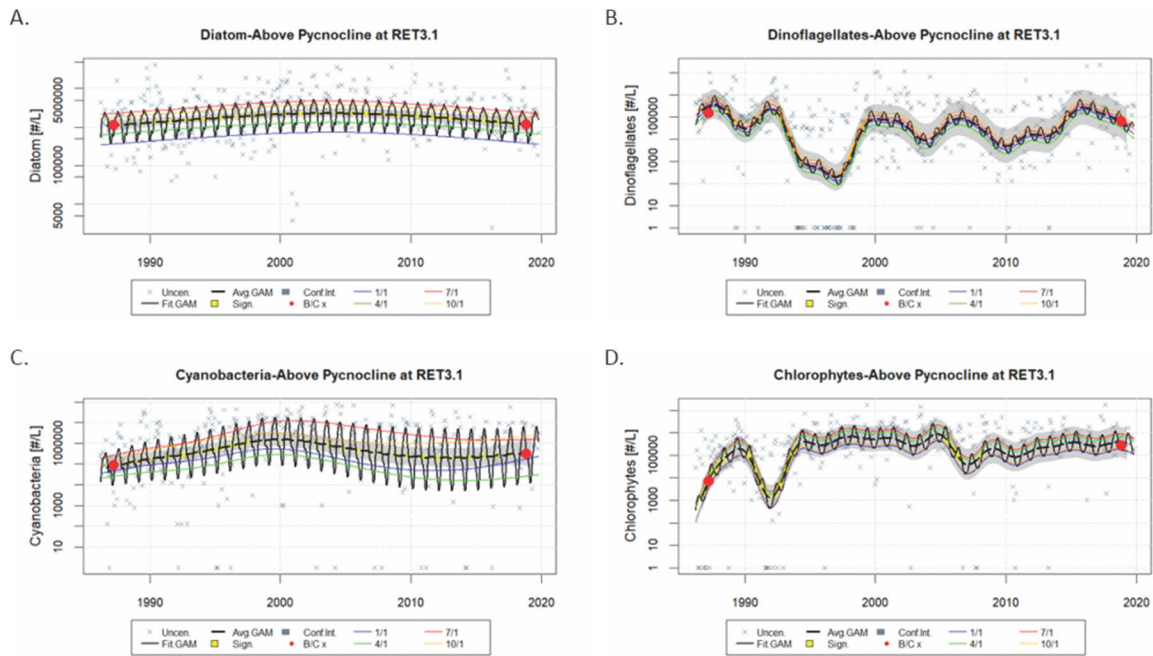 A.
Diatom-Above Pycnocline at RET3.1
Diatom [#/L]
5000000
100000
5000
1990 2000 2010 2020
× Uncen. Avg.GAM Conf.Int. 1/1 7/1
Fit.GAM Sign. B/C x 4/1 10/1
B.
Dinoflagellates-Above Pycnocline at RET3.1
Dinoflagellates [#/L]
100000
1000
10
1
1990 2000 2010 2020
× Uncen. Avg.GAM Conf.Int. 1/1 7/1
Fit.GAM Sign. B/C x 4/1 10/1
C.
Cyanobacteria-Above Pycnocline at RET3.1
Cyanobacteria [#/L]
100000
1000
10
1990 2000 2010 2020
× Uncen. Avg.GAM Conf.Int. 1/1 7/1
Fit.GAM Sign. B/C x 4/1 10/1
D.
Chlorophytes-Above Pycnocline at RET3.1
Chlorophytes [#/L]
100000
1000
10
1
1990 2000 2010 2020
× Uncen. Avg.GAM Conf.Int. 1/1 7/1
Fit.GAM Sign. B/C x 4/1 10/1